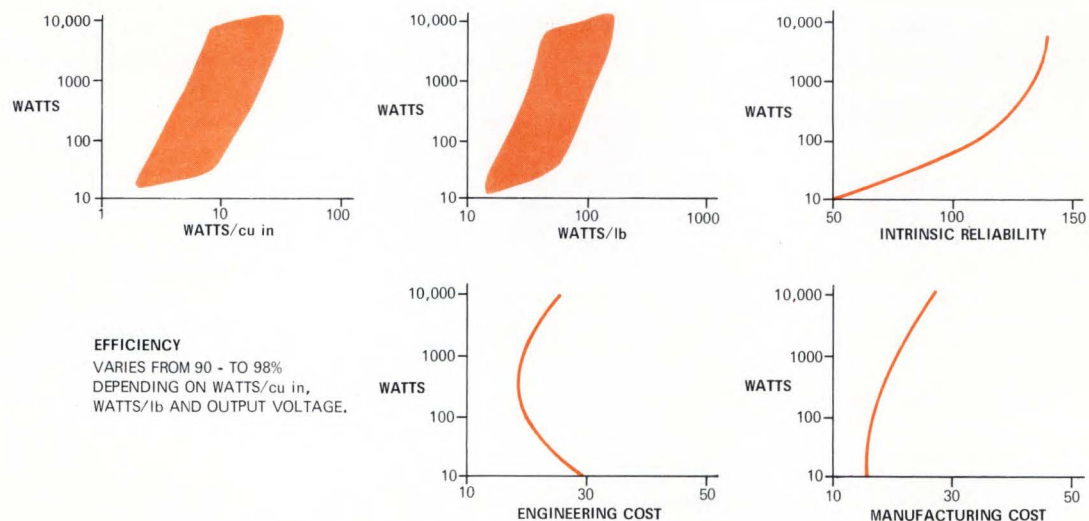 10,000
1000
WATTS
100
10
1
10
100
WATTS/cu in
10,000
1000
WATTS
100
10
10
100
1000
WATTS/lb
10,000
1000
WATTS
100
10
50
100
150
INTRINSIC RELIABILITY
EFFICIENCY
VARIES FROM 90 - TO 98%
DEPENDING ON WATTS/cu in,
WATTS/lb AND OUTPUT VOLTAGE.
10,000
1000
WATTS
100
10
10
30
50
ENGINEERING COST
10,000
1000
WATTS
100
10
10
30
50
MANUFACTURING COST